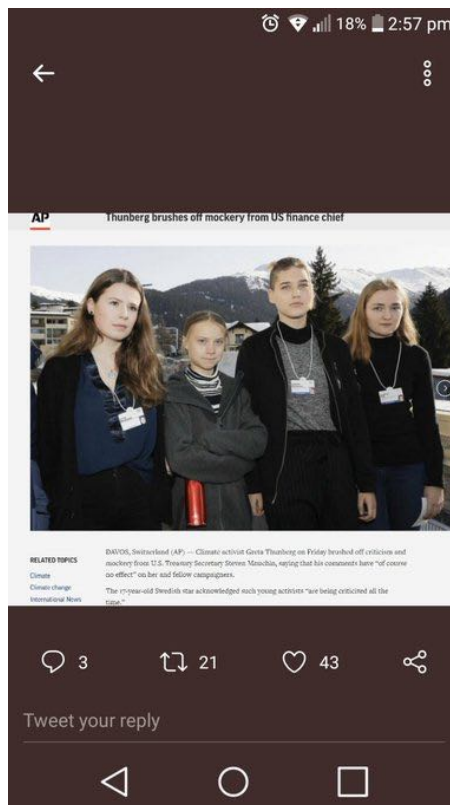 18% 2:57 pm
AP Thunberg brushes off mockery from US finance chief
RELATED TOPICS
Climate
Climate change
International News
DAVOS, Switzerland (AP) — Climate activist Greta Thunberg on Friday brushed off criticism and
mockery from U.S. Treasury Secretary Steven Mnuchin, saying that his comments have "of course
no effect" on her and fellow campaigners.
The 17-year-old Swedish star acknowledged such young activists "are being criticized all the
time."
3 21 43
Tweet your reply